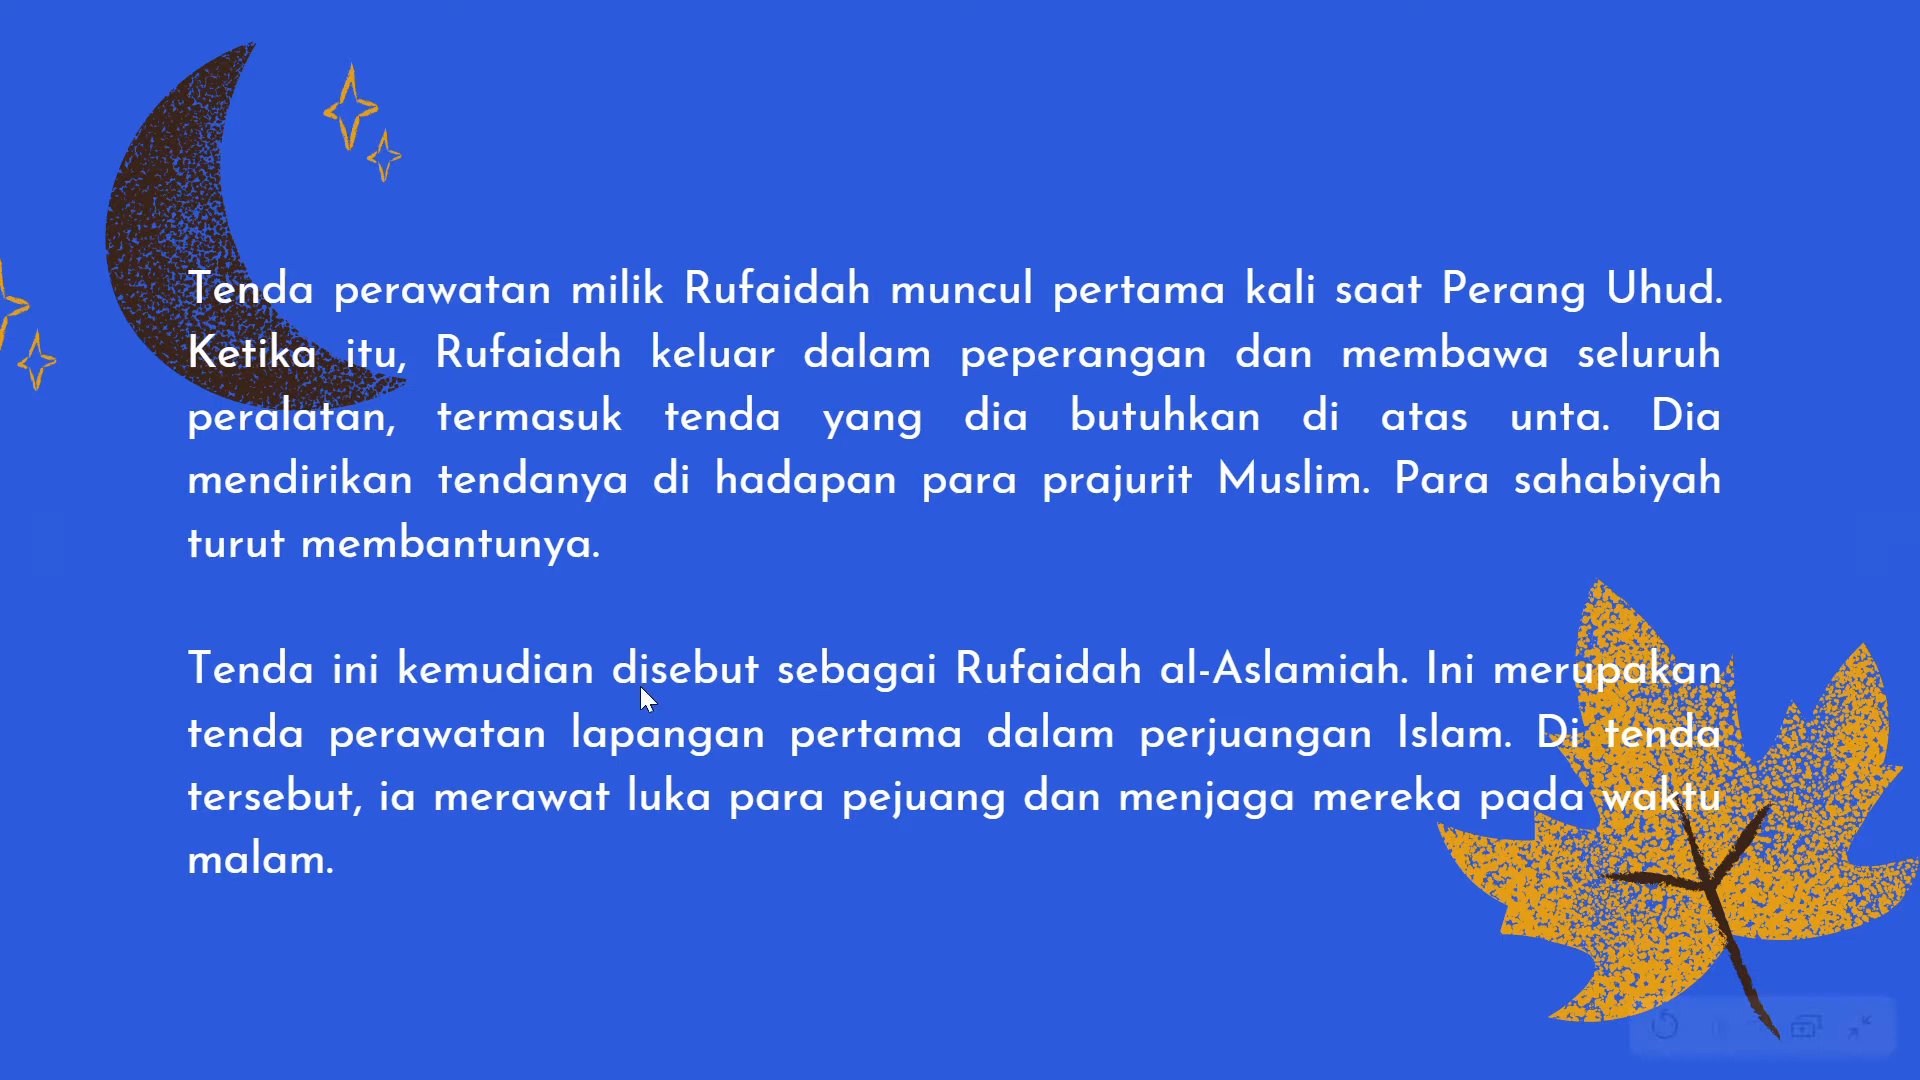 Tenda perawatan milik Rufaidah muncul pertama kali saat Perang Uhud.
Ketika itu, Rufaidah keluar dalam peperangan dan membawa seluruh
peralatan, termasuk tenda yang dia butuhkan di atas unta. Dia
mendirikan tendanya di hadapan para prajurit Muslim. Para sahabiyah
turut membantunya.
Tenda ini kemudian disebut sebagai Rufaidah al-Aslamiah. Ini merupakan
tenda perawatan lapangan pertama dalam perjuangan Islam. Di tenda
tersebut, ia merawat luka para pejuang dan menjaga mereka pada waktu
malam.